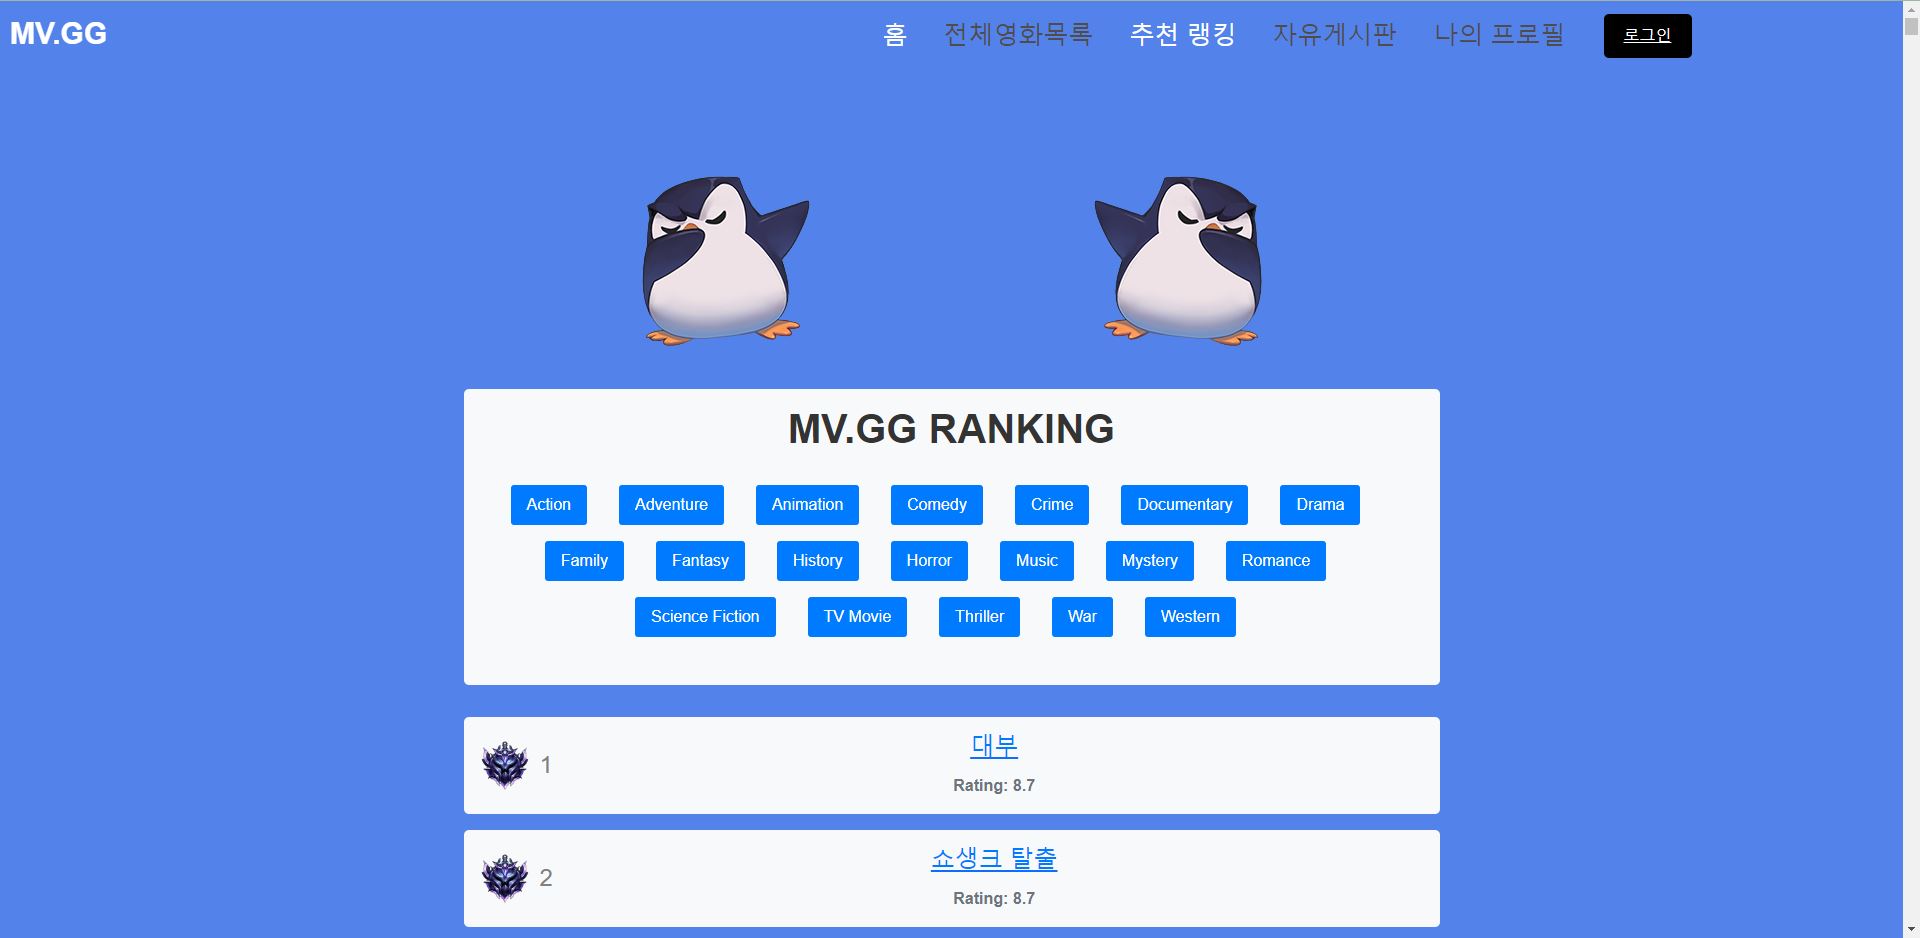 MV.GG
홈 전체영화목록 추천 랭킹 자유게시판 나의 프로필 로그인
MV.GG RANKING
Action Adventure Animation Comedy Crime Documentary Drama
Family Fantasy History Horror Music Mystery Romance
Science Fiction TV Movie Thriller War Western
1
대부
Rating: 8.7
2
쇼생크 탈출
Rating: 8.7